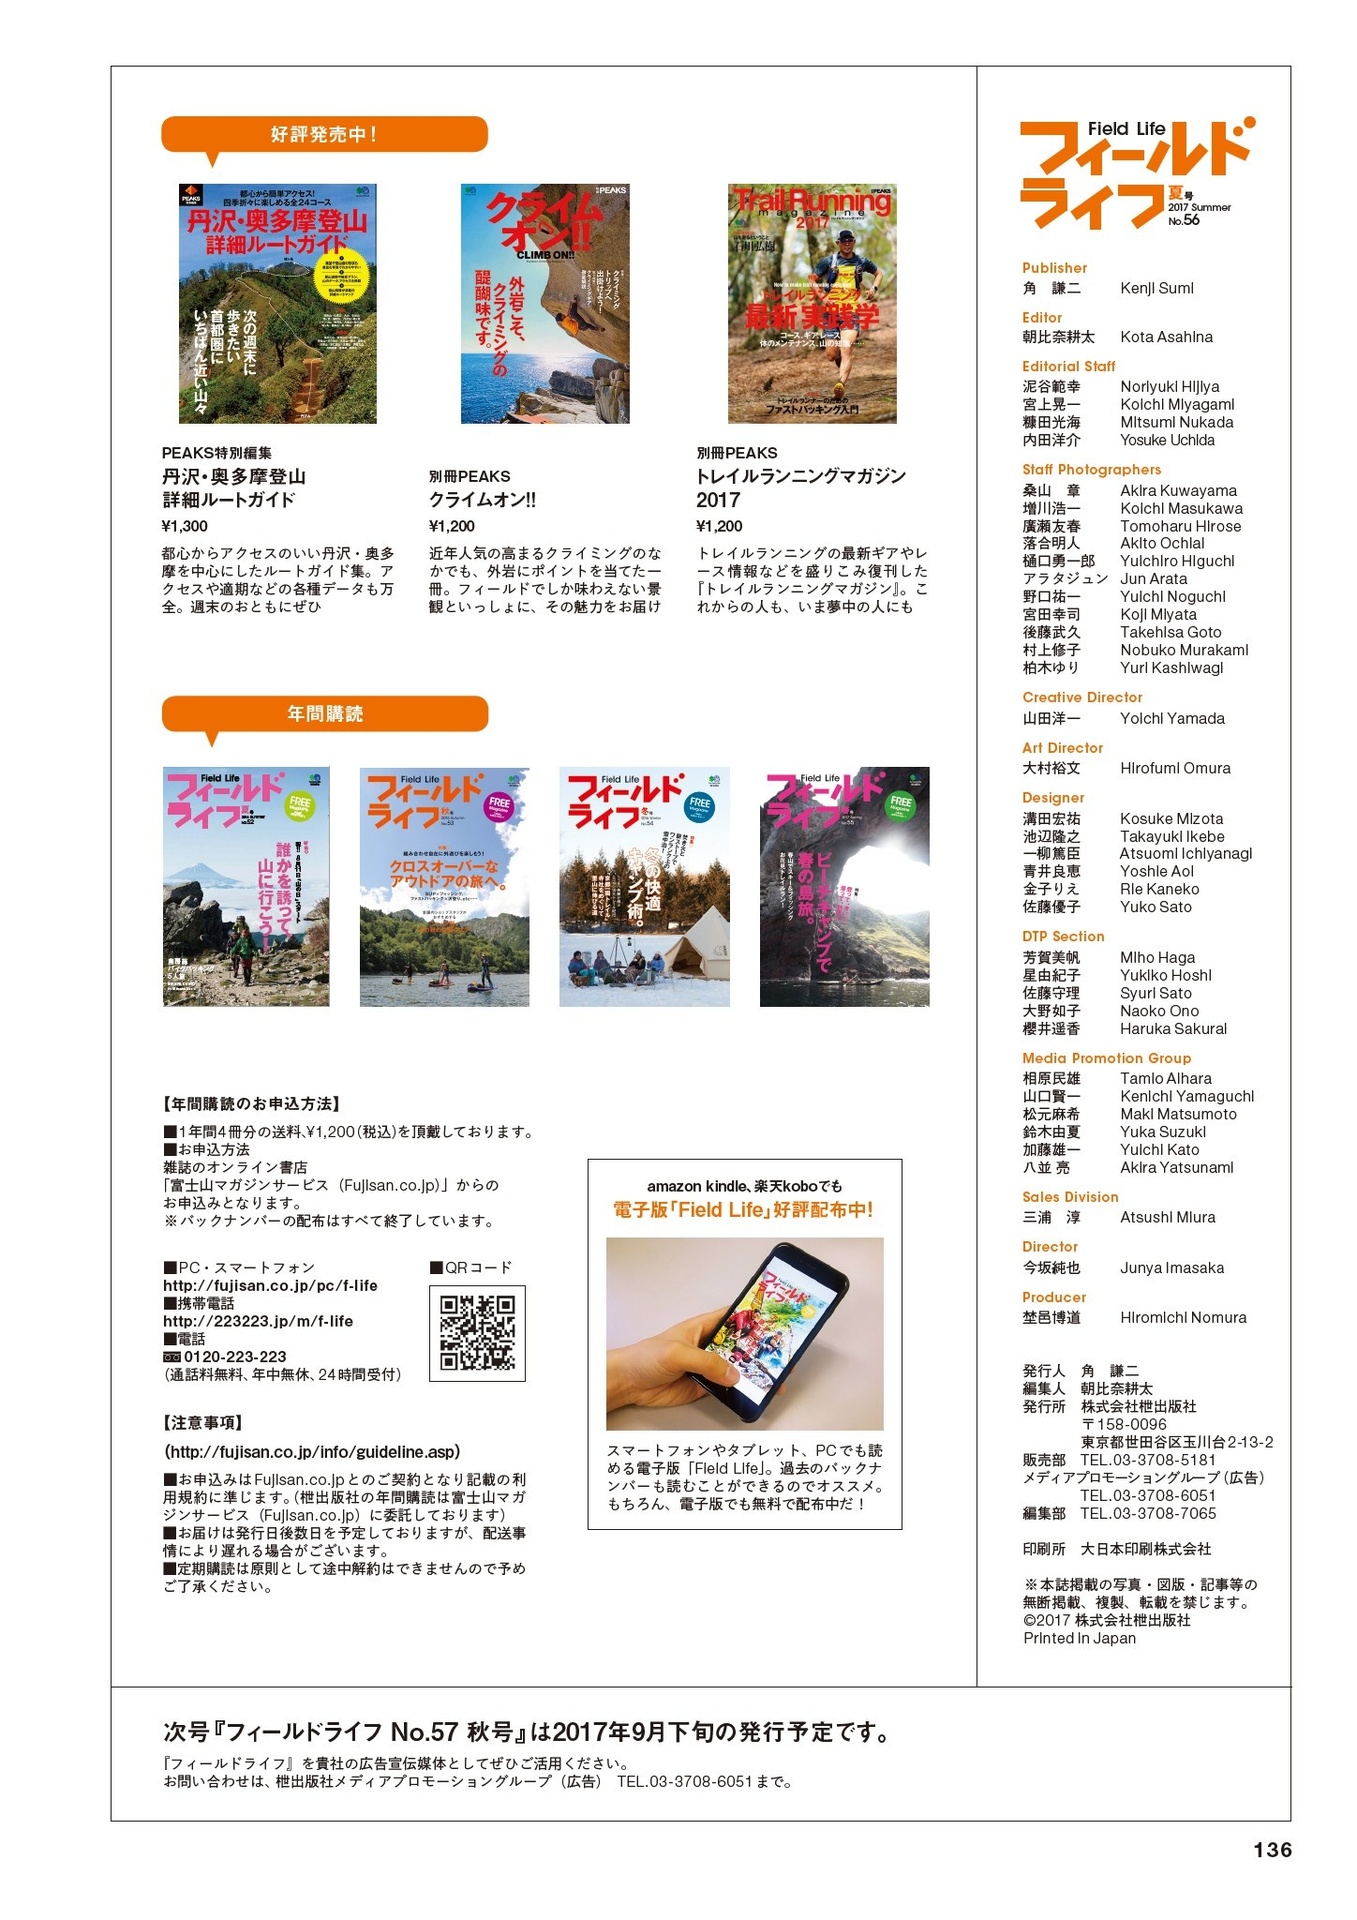 好評発売中！
PEAKS
都心から簡単アクセス!
四季折々に楽しめる全24コース
丹沢・奥多摩登山
詳細ルートガイド
次の週末に
歩きたい
首都圏に
いちばん近い山々
PEAKS
クライム
オン!!
CLIMB ON!!
外岩こそ、
クライミングの
醍醐味です。
PEAKS
Trail Running
magazine
2017
石川弘樹
トレイルランニング
最新実践学
コース、ギア、レース、
体のメンテナンス、山の知識……
トレイルランナーのための
ファストパッキング入門
PEAKS特別編集
丹沢・奥多摩登山
詳細ルートガイド
¥1,300
都心からアクセスのいい丹沢・奥多
摩を中心にしたルートガイド集。ア
クセスや適期などの各種データも万
全。週末のおともにぜひ
別冊PEAKS
クライムオン!!
¥1,200
近年人気の高まるクライミングのな
かでも、外岩にポイントを当てた一
冊。フィールドでしか味わえない景
観といっしょに、その魅力をお届け
別冊PEAKS
トレイルランニングマガジン
2017
¥1,200
トレイルランニングの最新ギアやレ
ース情報などを盛りこみ復刊した
『トレイルランニングマガジン』。こ
れからの人も、いま夢中の人にも
年間購読
Field Life
フィールド
ライフ 夏号
No.52
FREE
Magazine
誰かを誘って、
山に行こう！
Field Life
フィールド
ライフ 秋号
No.53
FREE
Magazine
組み合わせ自在に外遊びを楽しもう！
クロスオーバーな
アウトドアの旅へ。
Field Life
フィールド
ライフ 冬号
No.54
FREE
Magazine
冬の快適
キャンプ術。
Field Life
フィールド
ライフ
No.55
FREE
Magazine
ビーチキャンプで
春の島旅。
【年間購読のお申込方法】
■1年間4冊分の送料、¥1,200（税込）を頂戴しております。
■お申込方法
雑誌のオンライン書店
「富士山マガジンサービス（Fujisan.co.jp）」からの
お申込みとなります。
※バックナンバーの配布はすべて終了しています。
■PC・スマートフォン
http://fujisan.co.jp/pc/f-life
■携帯電話
http://223223.jp/m/f-life
■電話
0120-223-223
（通話料無料、年中無休、24時間受付）
■QRコード
【注意事項】
（http://fujisan.co.jp/info/guideline.asp）
■お申込みはFujisan.co.jpとのご契約となり記載の利
用規約に準じます。（枻出版社の年間購読は富士山マガ
ジンサービス（Fujisan.co.jp）に委託しております）
■お届けは発行日後数日を予定しておりますが、配送事
情により遅れる場合がございます。
■定期購読は原則として途中解約はできませんので予め
ご了承ください。
amazon kindle、楽天koboでも
電子版「Field Life」好評配布中！
フィールド
ライフ
スマートフォンやタブレット、PCでも読
める電子版「Field Life」。過去のバックナ
ンバーも読むことができるのでオススメ。
もちろん、電子版でも無料で配布中だ！
Field Life
フィールド
ライフ 夏号
2017 Summer
No.56
Publisher
角　謙二 Kenji Sumi
Editor
朝比奈耕太 Kota Asahina
Editorial Staff
泥谷範幸 Noriyuki Hijiya
宮上晃一 Koichi Miyagami
糠田光海 Mitsumi Nukada
内田洋介 Yosuke Uchida
Staff Photographers
桑山　章 Akira Kuwayama
増川浩一 Koichi Masukawa
廣瀬友春 Tomoharu Hirose
落合明人 Akito Ochiai
樋口勇一郎 Yuichiro Higuchi
アラタジュン Jun Arata
野口祐一 Yuichi Noguchi
宮田幸司 Koji Miyata
後藤武久 Takehisa Goto
村上修子 Nobuko Murakami
柏木ゆり Yuri Kashiwagi
Creative Director
山田洋一 Yoichi Yamada
Art Director
大村裕文 Hirofumi Omura
Designer
溝田宏祐 Kosuke Mizota
池辺隆之 Takayuki Ikebe
一柳篤臣 Atsuomi Ichiyanagi
青井良恵 Yoshie Aoi
金子りえ Rie Kaneko
佐藤優子 Yuko Sato
DTP Section
芳賀美帆 Miho Haga
星由紀子 Yukiko Hoshi
佐藤守理 Syuri Sato
大野如子 Naoko Ono
櫻井遥香 Haruka Sakurai
Media Promotion Group
相原民雄 Tamio Aihara
山口賢一 Kenichi Yamaguchi
松元麻希 Maki Matsumoto
鈴木由夏 Yuka Suzuki
加藤雄一 Yuichi Kato
八並 亮 Akira Yatsunami
Sales Division
三浦　淳 Atsushi Miura
Director
今坂純也 Junya Imasaka
Producer
埜邑博道 Hiromichi Nomura
発行人　角　謙二
編集人　朝比奈耕太
発行所　株式会社枻出版社
〒158-0096
東京都世田谷区玉川台2-13-2
販売部　TEL.03-3708-5181
メディアプロモーショングループ（広告）
TEL.03-3708-6051
編集部　TEL.03-3708-7065
印刷所　大日本印刷株式会社
※本誌掲載の写真・図版・記事等の
無断掲載、複製、転載を禁じます。
©2017 株式会社枻出版社
Printed in Japan
次号『フィールドライフ No.57 秋号』は2017年9月下旬の発行予定です。
『フィールドライフ』を貴社の広告宣伝媒体としてぜひご活用ください。
お問い合わせは、枻出版社メディアプロモーショングループ（広告）　TEL.03-3708-6051まで。
136